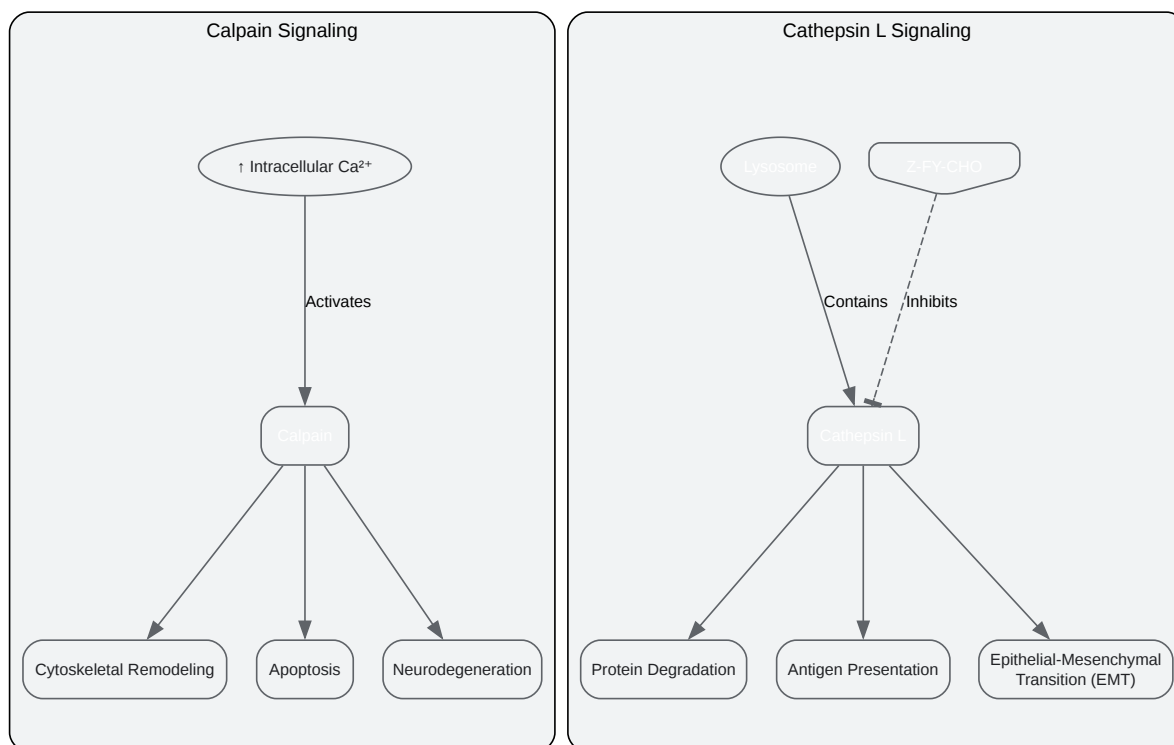 Calpain Signaling
↑ Intracellular Ca²⁺
Activates
Calpain
Cytoskeletal Remodeling
Apoptosis
Neurodegeneration
Cathepsin L Signaling
Lysosome
Z-FY-CHO
Contains
Inhibits
Cathepsin L
Protein Degradation
Antigen Presentation
Epithelial-Mesenchymal
Transition (EMT)